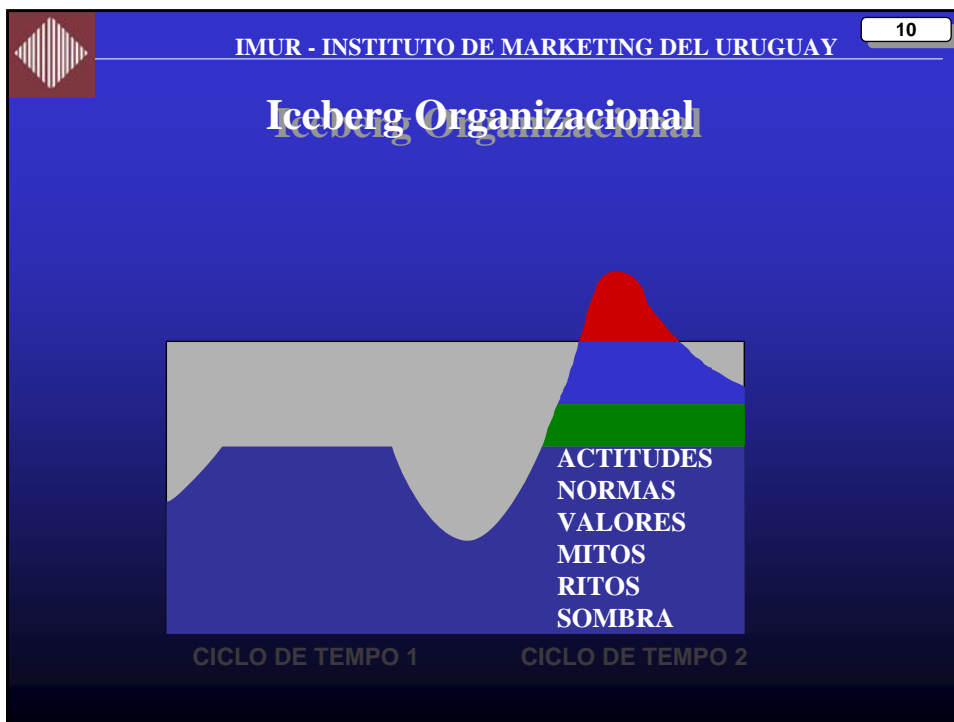 10
IMUR - INSTITUTO DE MARKETING DEL URUGUAY
Iceberg Organizacional
ACTITUDES
NORMAS
VALORES
MITOS
RITOS
SOMBRA
CICLO DE TEMPO 1 CICLO DE TEMPO 2